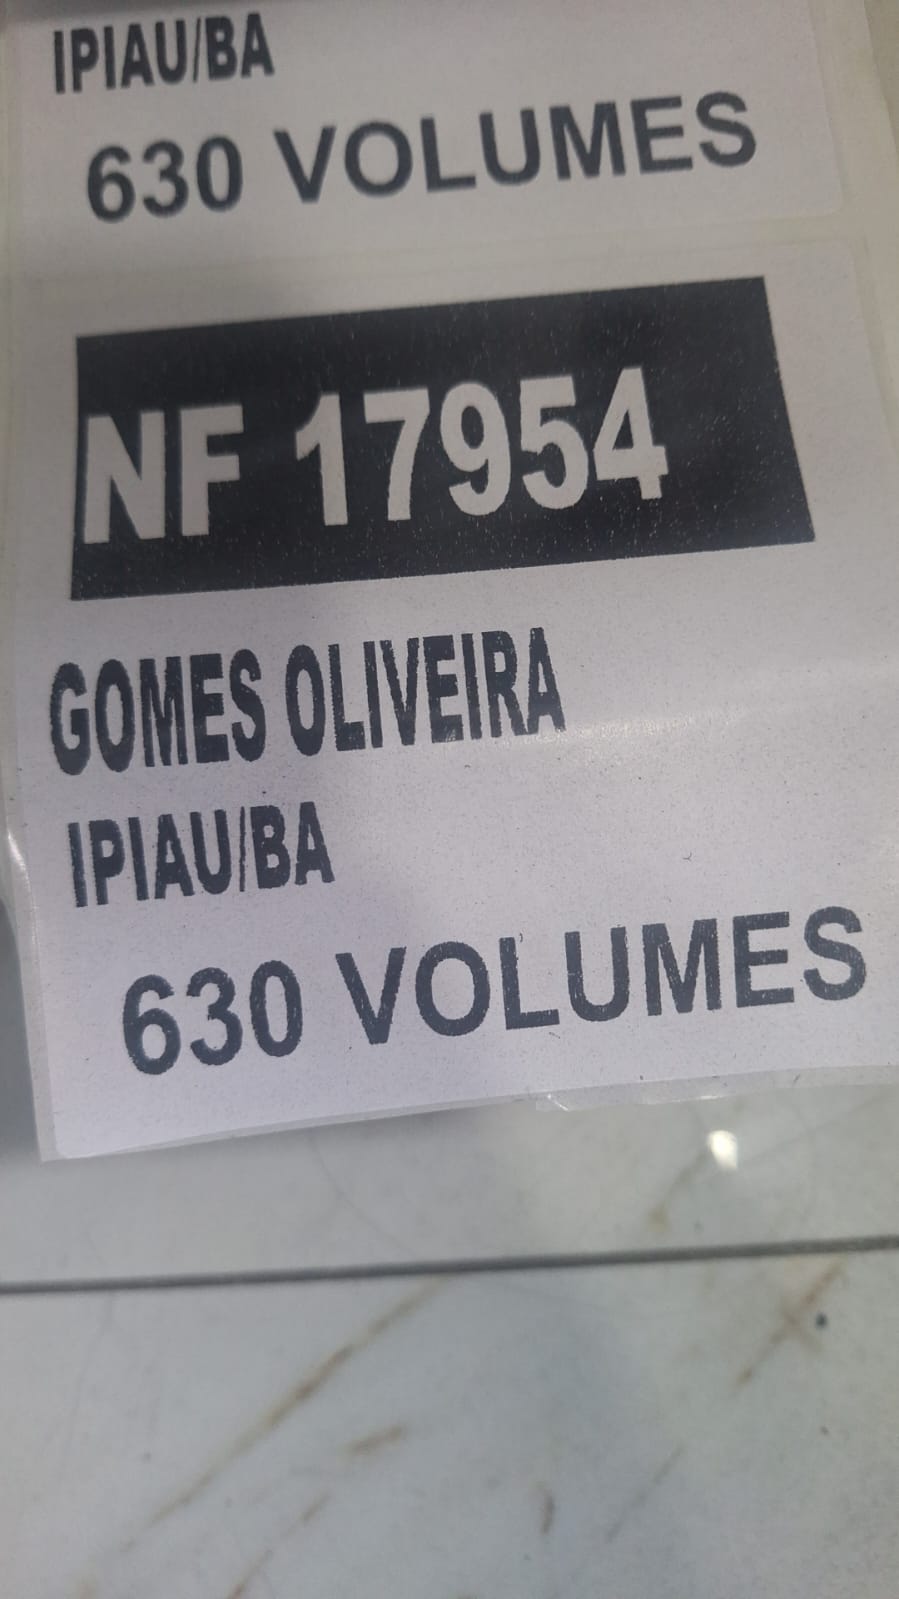 IPIAU/BA
630 VOLUMES
NF 17954
GOMES OLIVEIRA
IPIAU/BA
630 VOLUMES